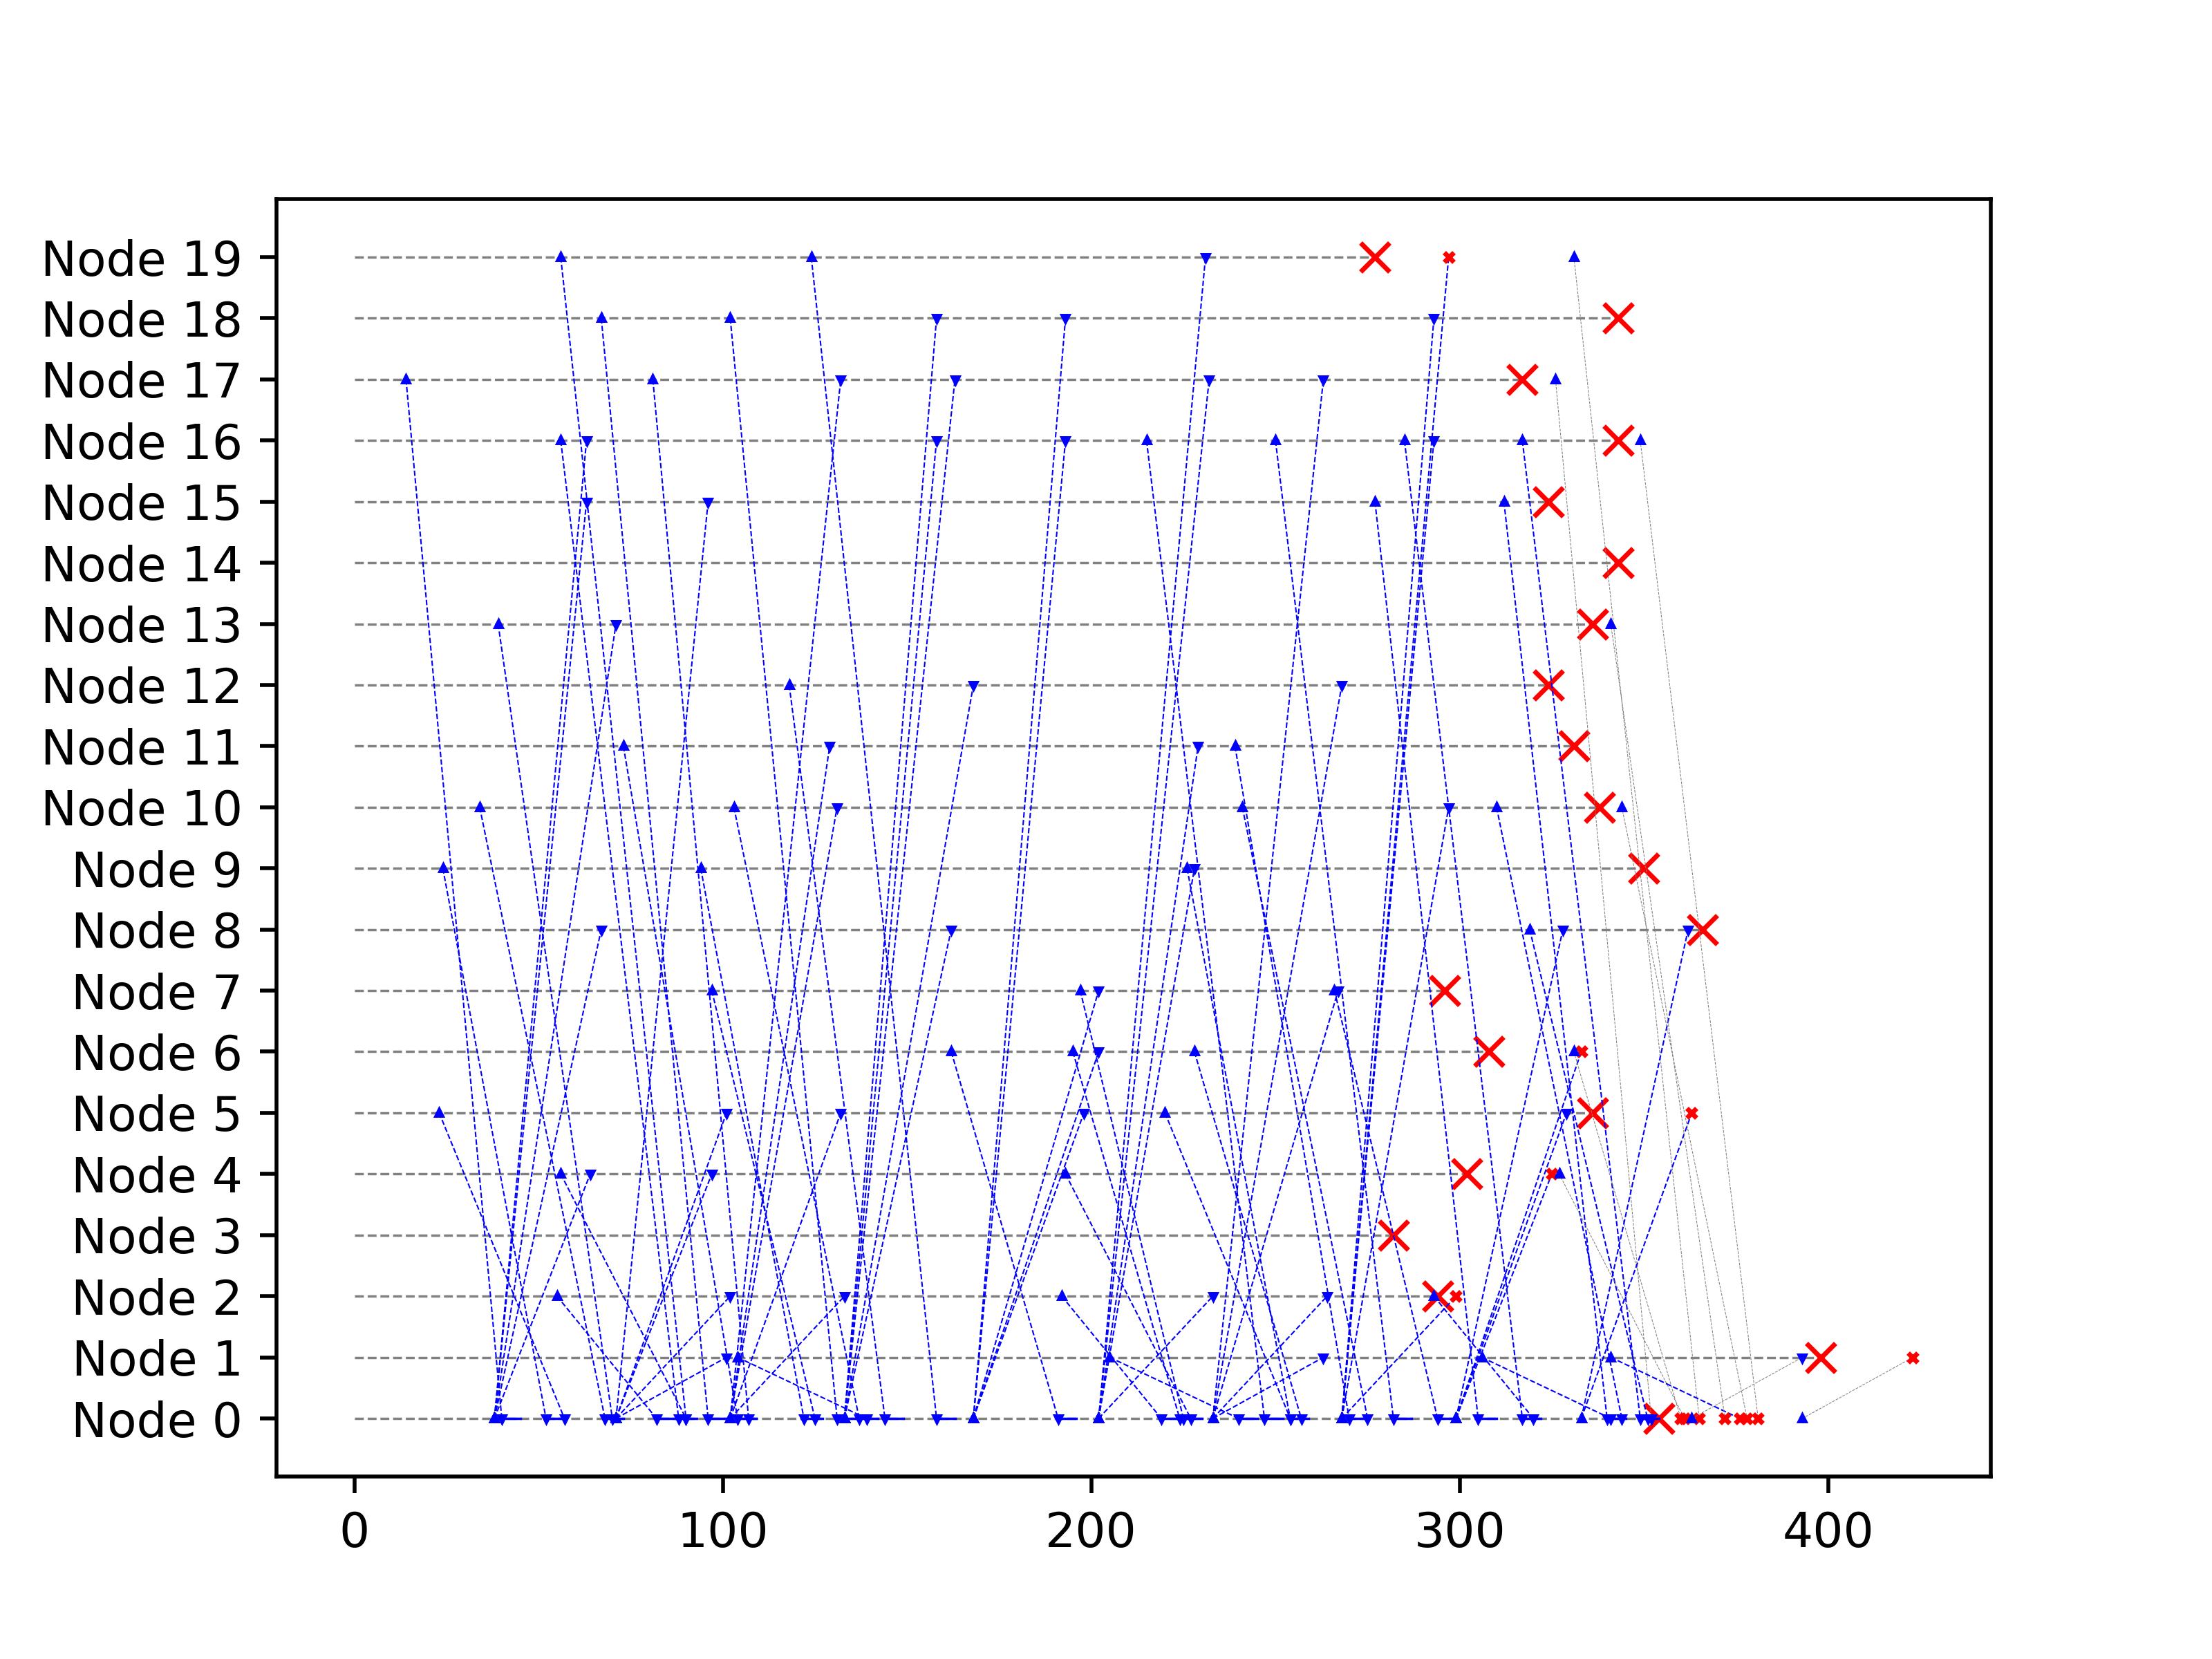 Node 19
Node 18
Node 17
Node 16
Node 15
Node 14
Node 13
Node 12
Node 11
Node 10
Node 9
Node 8
Node 7
Node 6
Node 5
Node 4
Node 3
Node 2
Node 1
Node 0
0 100 200 300 400